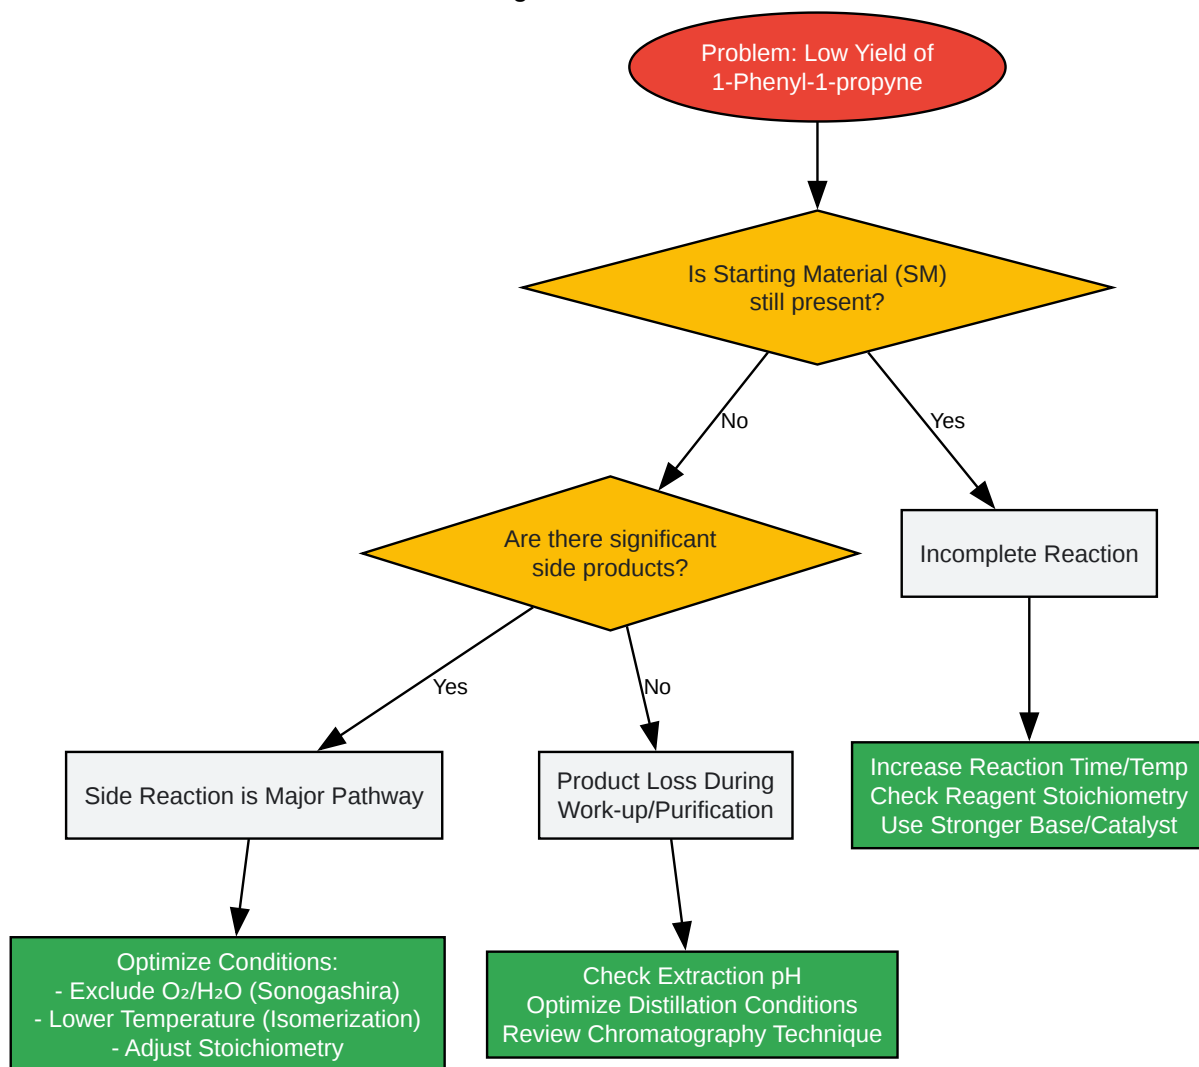 Problem: Low Yield of
1-Phenyl-1-propyne
Is Starting Material (SM)
still present?
No
Yes
Are there significant
side products?
Incomplete Reaction
Yes
No
Side Reaction is Major Pathway
Product Loss During
Work-up/Purification
Increase Reaction Time/Temp
Check Reagent Stoichiometry
Use Stronger Base/Catalyst
Optimize Conditions:
- Exclude O₂/H₂O (Sonogashira)
- Lower Temperature (Isomerization)
- Adjust Stoichiometry
Check Extraction pH
Optimize Distillation Conditions
Review Chromatography Technique